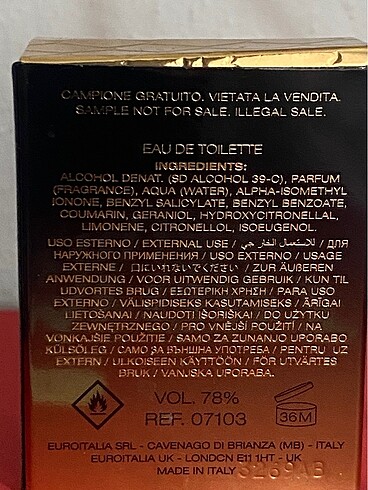 CAMPIONE GRATUITO. VIETATA LA VENDITA.
SAMPLE NOT FOR SALE. ILLEGAL SALE.
EAU DE TOILETTE
INGREDIENTS:
ALCOHOL DENAT. (SD ALCOHOL 39-C), PARFUM
(FRAGRANCE), AQUA (WATER), ALPHA-ISOMETHYL
IONONE, BENZYL SALICYLATE, BENZYL BENZOATE,
COUMARIN, GERANIOL, HYDROXYCITRONELLAL,
LIMONENE, CITRONELLOL, ISOEUGENOL.
USO ESTERNO / EXTERNAL USE / للاستعمال الخارجي / ДЛЯ
НАРУЖНОГО ПРИМЕНЕНИЯ / USO EXTERNO / USAGE
EXTERNE / / ZUR ÄUßEREN
ANWENDUNG / VOOR UITWENDIG GEBRUIK / KUN TIL
UDVORTES BRUG / ΕΞΩΤΕΡΙΚΗ ΧΡΗΣΗ / PARA USO
EXTERNO / VÄLISPIDISEKS KASUTAMISEKS / ĀRĪGAI
LIETOŠANAI / NAUDOTI IŠORIŠKAI / DO UŻYTKU
ZEWNĘTRZNEGO / PRO VNĚJŠÍ POUŽITÍ / NA
VONKAJŠIE POUŽITIE / SAMO ZA ZUNANJO UPORABO
KÜLSŐLEG / САМО ЗА ВЪНШНА УПОТРЕБА / PENTRU UZ
EXTERN / ULKOISEEN KÄYTTÖÖN / FÖR UTVÄRTES
BRUK / VANJSKA UPORABA.
VOL. 78%
REF. 07103
36M
EUROITALIA SRL - CAVENAGO DI BRIANZA (MB) - ITALY
EUROITALIA UK - LONDON E11 1HT - UK
MADE IN ITALY 3269AB